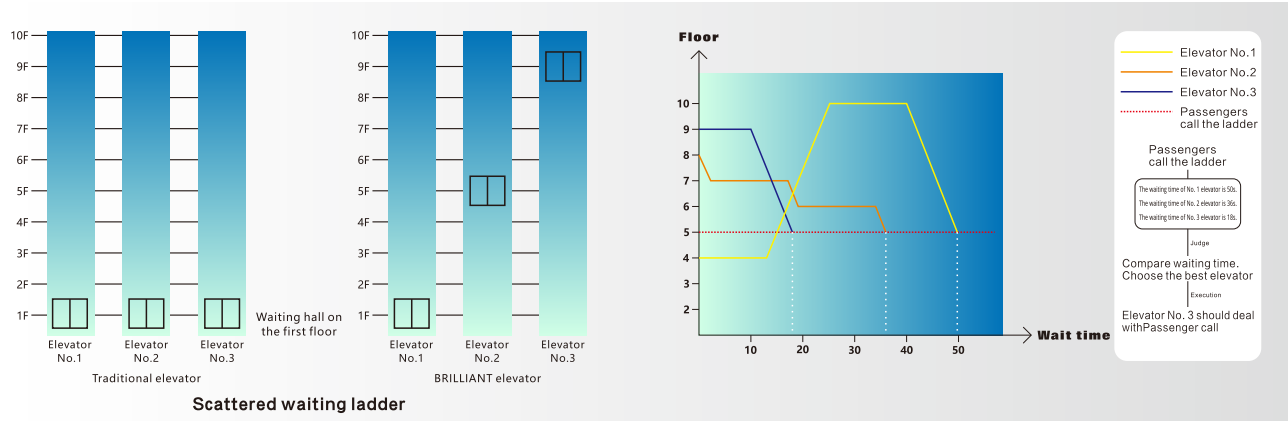 10F
9F
8F
7F
6F
5F
4F
3F
2F
1F
Elevator
No.1
Elevator
No.2
Elevator
No.3
Traditional elevator
Waiting hall on
the first floor
10F
9F
8F
7F
6F
5F
4F
3F
2F
1F
Elevator
No.1
Elevator
No.2
Elevator
No.3
BRILLIANT elevator
Scattered waiting ladder
Floor
10
9
8
7
6
5
4
3
2
10
20
30
40
50
Wait time
Elevator No.1
Elevator No.2
Elevator No.3
Passengers
call the ladder
Passengers
call the ladder
The waiting time of No. 1 elevator is 50s.
The waiting time of No. 2 elevator is 36s.
The waiting time of No. 3 elevator is 18s.
Judge
Compare waiting time.
Choose the best elevator
Execution
Elevator No. 3 should deal
withPassenger call